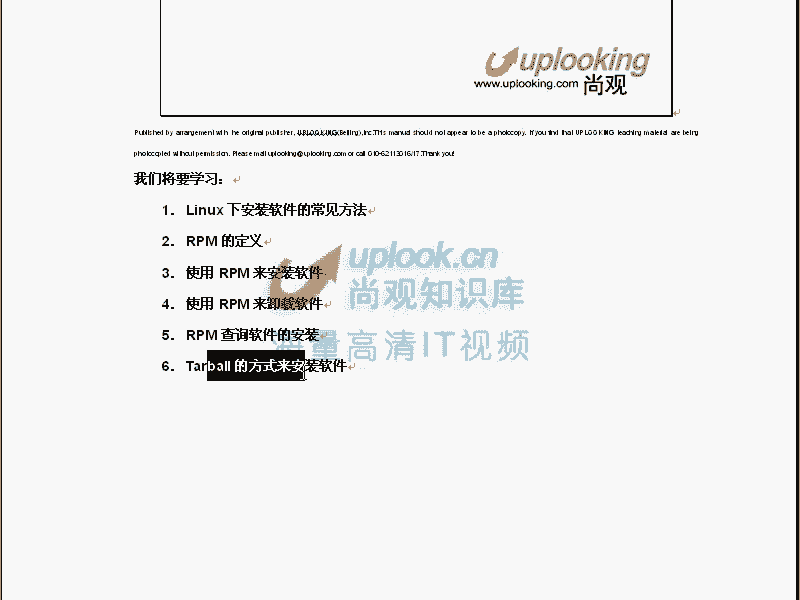 uplooking
www.uplooking.com 尚观
Published by arrangement with the original publisher, UPLOOKING(Beijing),Inc.This manual should not appear to be a photocopy. If you find that UPLOOKING teaching material are being
photocopied without permission. Please mail uplooking@uplooking.com or call 010-62113016/17.Thank you!
我们将要学习：
1. Linux 下安装软件的常见方法
2. RPM 的定义
3. 使用 RPM 来安装软件
4. 使用 RPM 来卸载软件
5. RPM 查询软件的安装
6. Tarball 的方式来安装软件
uplook.cn
尚观知识库
海量高清IT视频